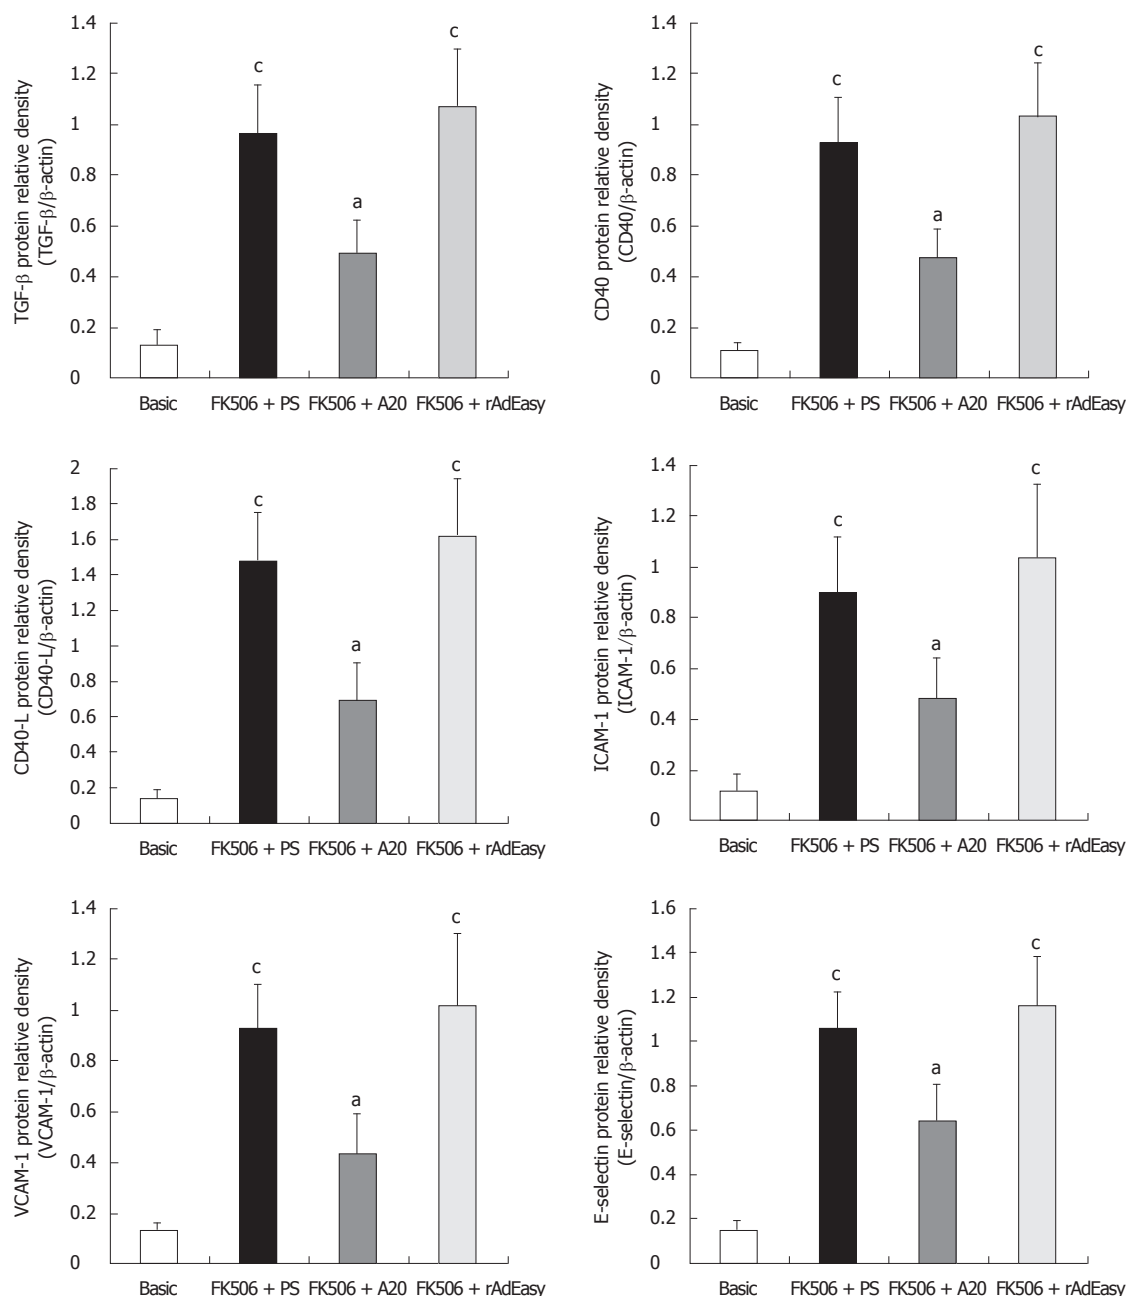 TGF-β protein relative density
(TGF-β/β-actin)
1.4
1.2
1
0.8
0.6
0.4
0.2
0
c
a
c
Basic FK506 + PS FK506 + A20 FK506 + rAdEasy
CD40 protein relative density
(CD40/β-actin)
1.4
1.2
1
0.8
0.6
0.4
0.2
0
c
a
c
Basic FK506 + PS FK506 + A20 FK506 + rAdEasy
CD40-L protein relative density
(CD40-L/β-actin)
2
1.8
1.6
1.4
1.2
1
0.8
0.6
0.4
0.2
0
c
a
c
Basic FK506 + PS FK506 + A20 FK506 + rAdEasy
ICAM-1 protein relative density
(ICAM-1/β-actin)
1.4
1.2
1
0.8
0.6
0.4
0.2
0
c
a
c
Basic FK506 + PS FK506 + A20 FK506 + rAdEasy
VCAM-1 protein relative density
(VCAM-1/β-actin)
1.4
1.2
1
0.8
0.6
0.4
0.2
0
c
a
c
Basic FK506 + PS FK506 + A20 FK506 + rAdEasy
E-selectin protein relative density
(E-selectin/β-actin)
1.6
1.4
1.2
1
0.8
0.6
0.4
0.2
0
c
a
c
Basic FK506 + PS FK506 + A20 FK506 + rAdEasy